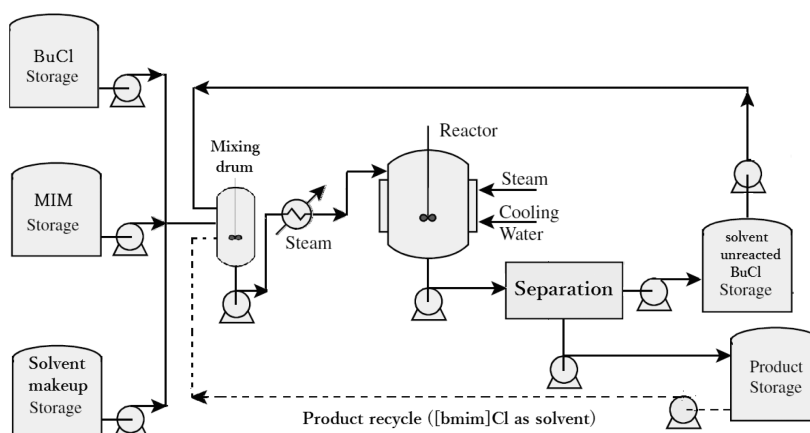 BuCl
Storage
MIM
Storage
Solvent
makeup
Storage
Mixing
drum
Steam
Reactor
Steam
Cooling
Water
Separation
solvent
unreacted
BuCl
Storage
Product
Storage
Product recycle ([bmim]Cl as solvent)